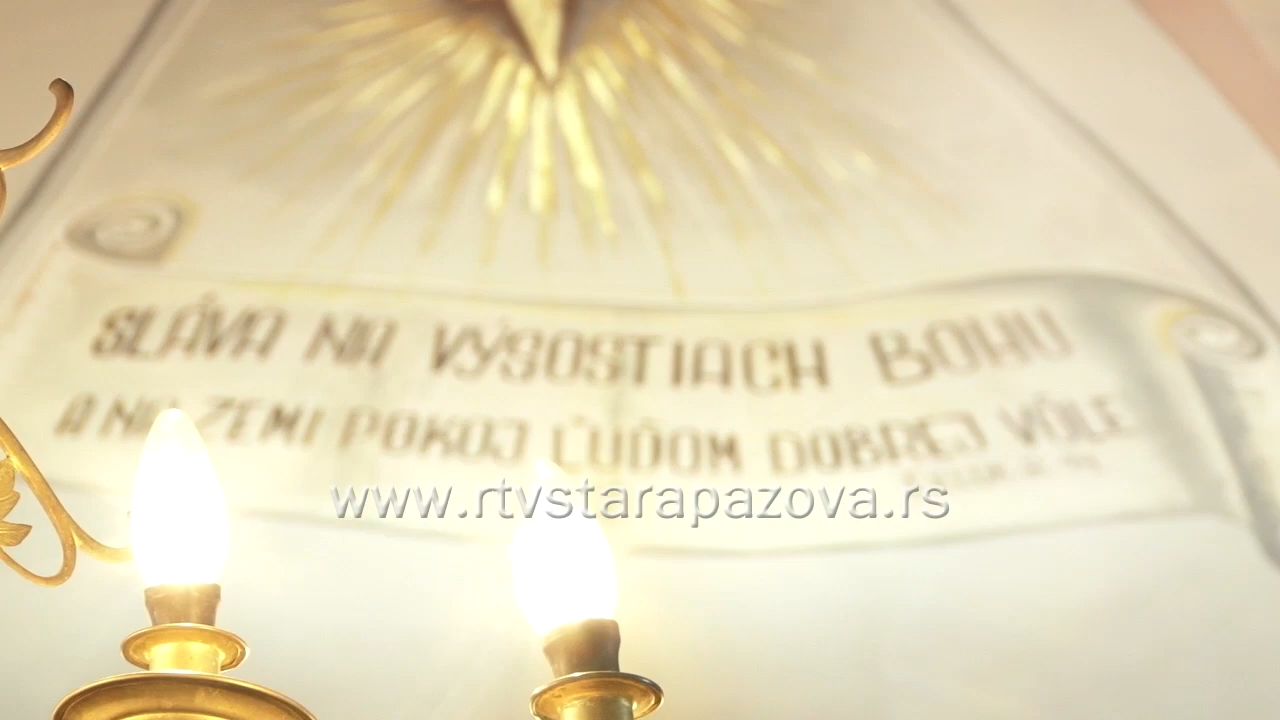 SLÁVA NA VÝSOSTIACH BOHU
A NA ZEMI POKOJ ĽUĎOM DOBREJ VÔLE
www.rtvstarapazova.rs